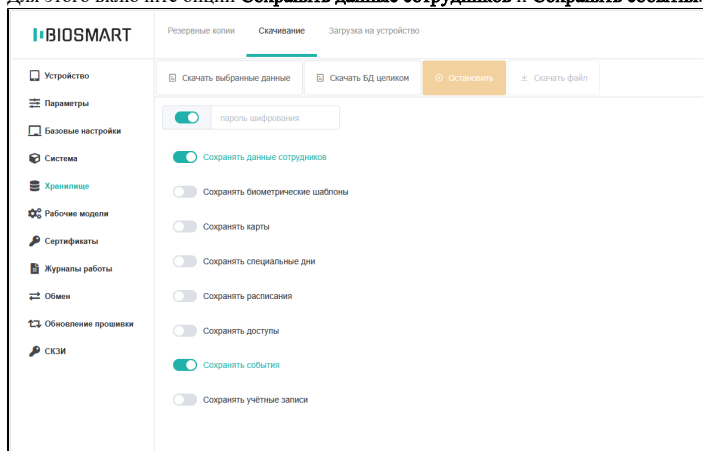 Для этого включите опции Сохранять данные сотрудников и Сохранять события.
BIOSMART
Резервные копии Скачивание Загрузка на устройство
Устройство
Скачать выбранные данные Скачать БД целиком Остановить Скачать файл
Параметры
пароль шифрования
Базовые настройки
Сохранять данные сотрудников
Система
Хранилище
Сохранять биометрические шаблоны
Рабочие модели
Сохранять карты
Сертификаты
Сохранять специальные дни
Журналы работы
Обмен
Сохранять расписания
Обновление прошивки
Сохранять доступы
СКЗИ
Сохранять события
Сохранять учётные записи